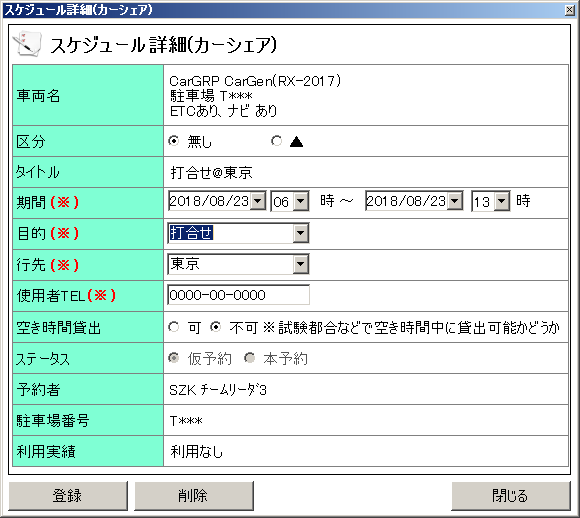 スケジュール詳細(カーシェア)
スケジュール詳細(カーシェア)
車両名
CarGRP CarGen(RX-2017)
駐車場 T***
ETCあり、ナビ あり
区分 無し ▲
タイトル 打合せ@東京
期間(※) 2018/08/23 06 時 ～ 2018/08/23 13 時
目的(※) 打合せ
行先(※) 東京
使用者TEL(※) 0000-00-0000
空き時間貸出 可 不可 ※試験都合などで空き時間中に貸出可能かどうか
ステータス 仮予約 本予約
予約者 SZK チームリーダ3
駐車場番号 T***
利用実績 利用なし
登録 削除 閉じる